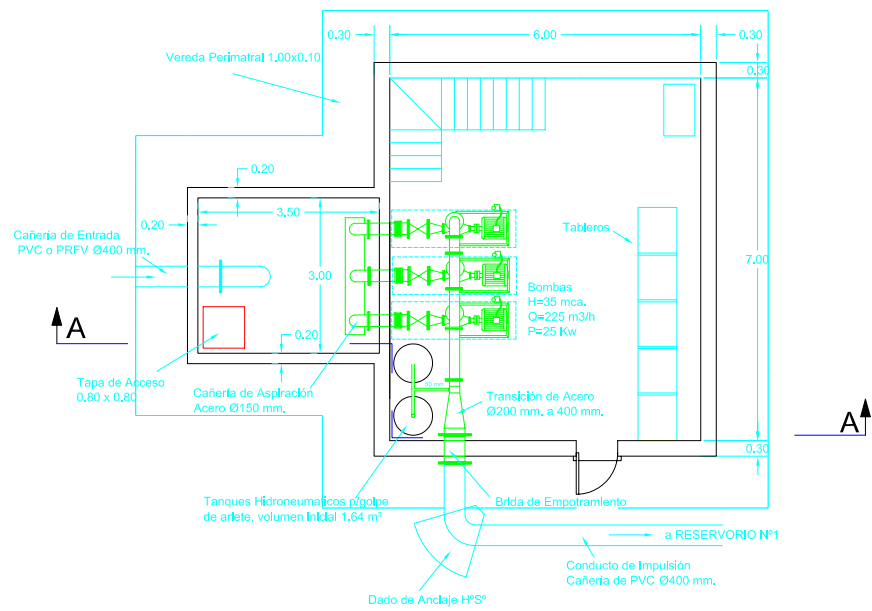 0.30
6.00
0.30
0.30
Vereda Perimatral 1.00x0.10
0.20
3.50
0.20
Cañeria de Entrada
PVC o PRFV Ø400 mm.
3.00
Tableros
7.00
Bombas
H=35 mca.
Q=225 m3/h
P=25 Kw
A
0.20
Tapa de Acceso
0.80 x 0.80
Cañería de Aspiración
Acero Ø150 mm.
Transición de Acero
Ø200 mm. a 400 mm.
A
0.30
Tanques Hidroneumaticos p/golpe
de ariete, volumen inicial 1.64 m³
Brida de Empotramiento
a RESERVORIO Nº1
Conducto de Impulsión
Cañería de PVC Ø400 mm.
Dado de Anclaje HºSº